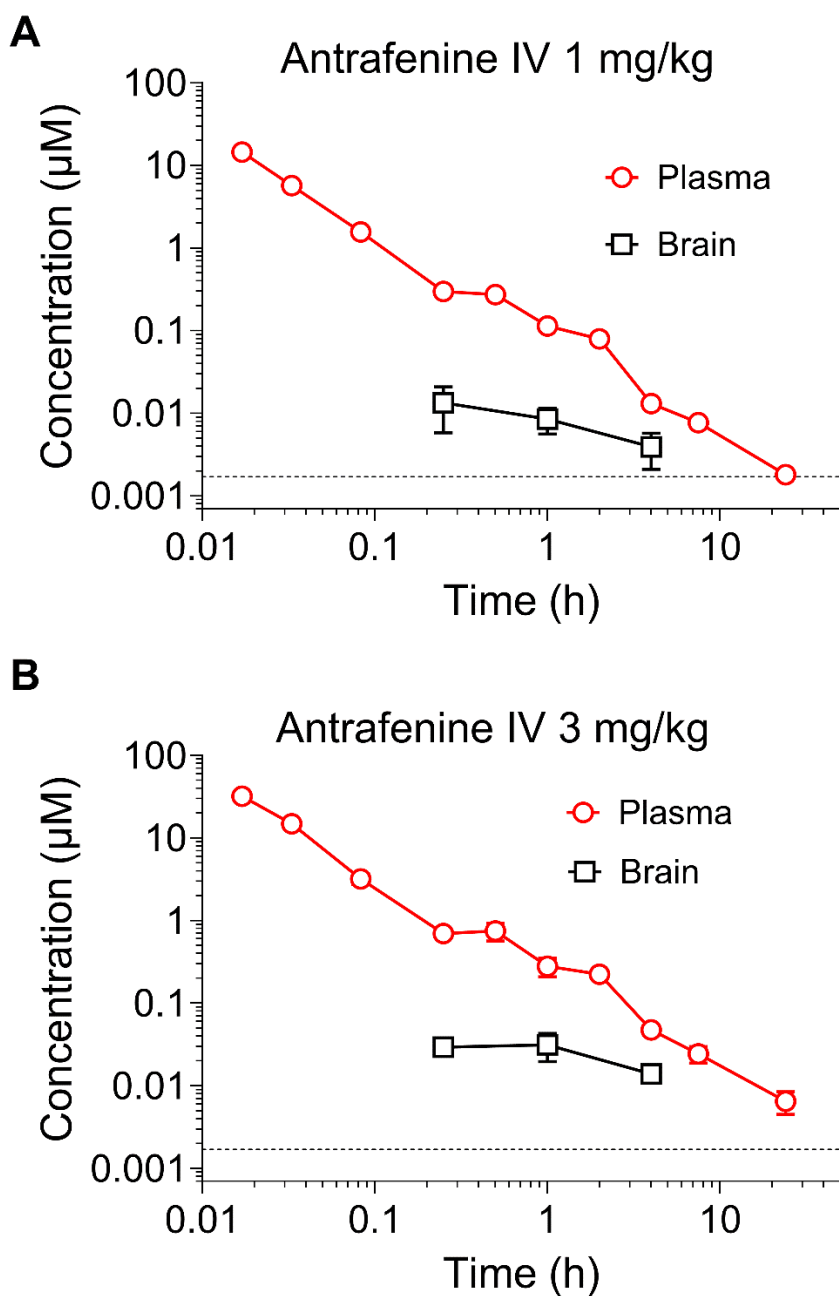 A
Antrafenine IV 1 mg/kg
100
10
1
0.1
0.01
0.001
Concentration (µM)
Plasma
Brain
0.01 0.1 1 10
Time (h)
B
Antrafenine IV 3 mg/kg
100
10
1
0.1
0.01
0.001
Concentration (µM)
Plasma
Brain
0.01 0.1 1 10
Time (h)